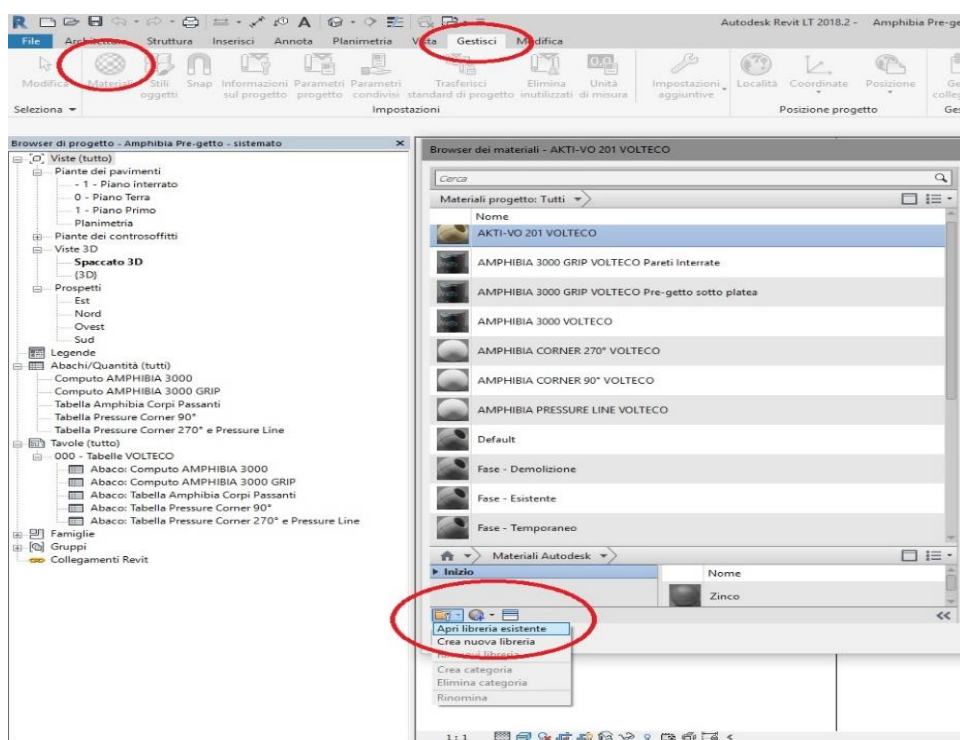 Autodesk Revit LT 2018.2 - Amphibia Pre-ge
File Architettura Struttura Inserisci Annota Planimetria Vista Gestisci Modifica
Modifica Materiali Stili oggetti Snap Informazioni sul progetto Parametri progetto Parametri condivisi Trasferisci standard di progetto Elimina inutilizzati Unità di misura Impostazioni aggiuntive Località Coordinate Posizione
Seleziona Impostazioni Posizione progetto
Browser di progetto - Amphibia Pre-getto - sistemato
Viste (tutto)
Piante dei pavimenti
- 1 - Piano interrato
0 - Piano Terra
1 - Piano Primo
Planimetria
Piante dei controsoffitti
Viste 3D
Spaccato 3D
{3D}
Prospetti
Est
Nord
Ovest
Sud
Legende
Abachi/Quantità (tutti)
Computo AMPHIBIA 3000
Computo AMPHIBIA 3000 GRIP
Tabella Amphibia Corpi Passanti
Tabella Pressure Corner 90°
Tabella Pressure Corner 270° e Pressure Line
Tavole (tutto)
000 - Tabelle VOLTECO
Abaco: Computo AMPHIBIA 3000
Abaco: Computo AMPHIBIA 3000 GRIP
Abaco: Tabella Amphibia Corpi Passanti
Abaco: Tabella Pressure Corner 90°
Abaco: Tabella Pressure Corner 270° e Pressure Line
Famiglie
Gruppi
Collegamenti Revit
Browser dei materiali - AKTI-VO 201 VOLTECO
Cerca
Materiali progetto: Tutti
Nome
AKTI-VO 201 VOLTECO
AMPHIBIA 3000 GRIP VOLTECO Pareti Interrate
AMPHIBIA 3000 GRIP VOLTECO Pre-getto sotto platea
AMPHIBIA 3000 VOLTECO
AMPHIBIA CORNER 270° VOLTECO
AMPHIBIA CORNER 90° VOLTECO
AMPHIBIA PRESSURE LINE VOLTECO
Default
Fase - Demolizione
Fase - Esistente
Fase - Temporaneo
Materiali Autodesk
Inizio Nome
Zinco
Apri libreria esistente
Crea nuova libreria
Crea categoria
Elimina categoria
Rinomina
1 : 1